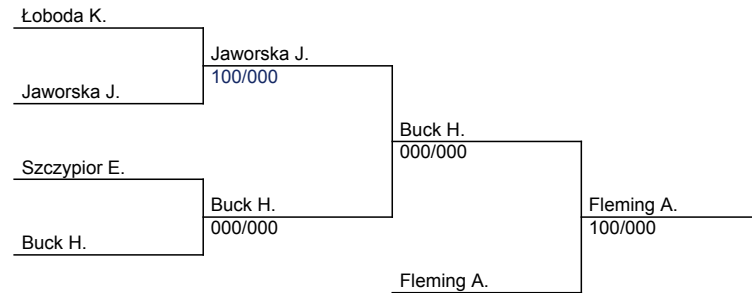 Łoboda K.
Jaworska J.
100/000
Jaworska J.
Buck H.
000/000
Szczypior E.
Buck H.
000/000
Fleming A.
100/000
Buck H.
Fleming A.